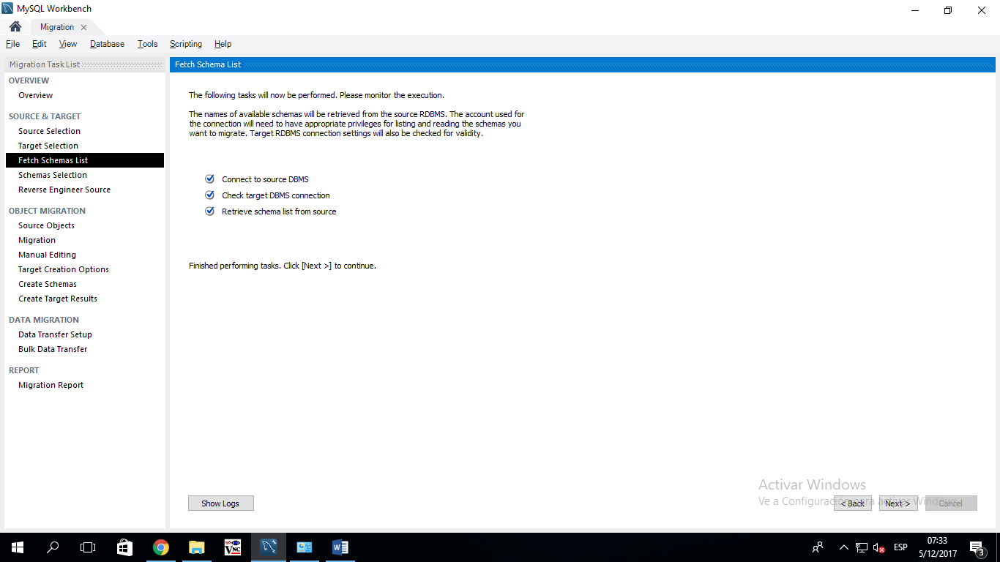 MySQL Workbench
Migration
File Edit View Database Tools Scripting Help
Migration Task List
OVERVIEW
Overview
SOURCE & TARGET
Source Selection
Target Selection
Fetch Schemas List
Schemas Selection
Reverse Engineer Source
OBJECT MIGRATION
Source Objects
Migration
Manual Editing
Target Creation Options
Create Schemas
Create Target Results
DATA MIGRATION
Data Transfer Setup
Bulk Data Transfer
REPORT
Migration Report
Fetch Schema List
The following tasks will now be performed. Please monitor the execution.
The names of available schemas will be retrieved from the source RDBMS. The account used for
the connection will need to have appropriate privileges for listing and reading the schemas you
want to migrate. Target RDBMS connection settings will also be checked for validity.
Connect to source DBMS
Check target DBMS connection
Retrieve schema list from source
Finished performing tasks. Click [Next >] to continue.
Show Logs
Activar Windows
Ve a Configuración para activar Windows.
< Back Next > Cancel
VNC
ESP
07:33
5/12/2017
3